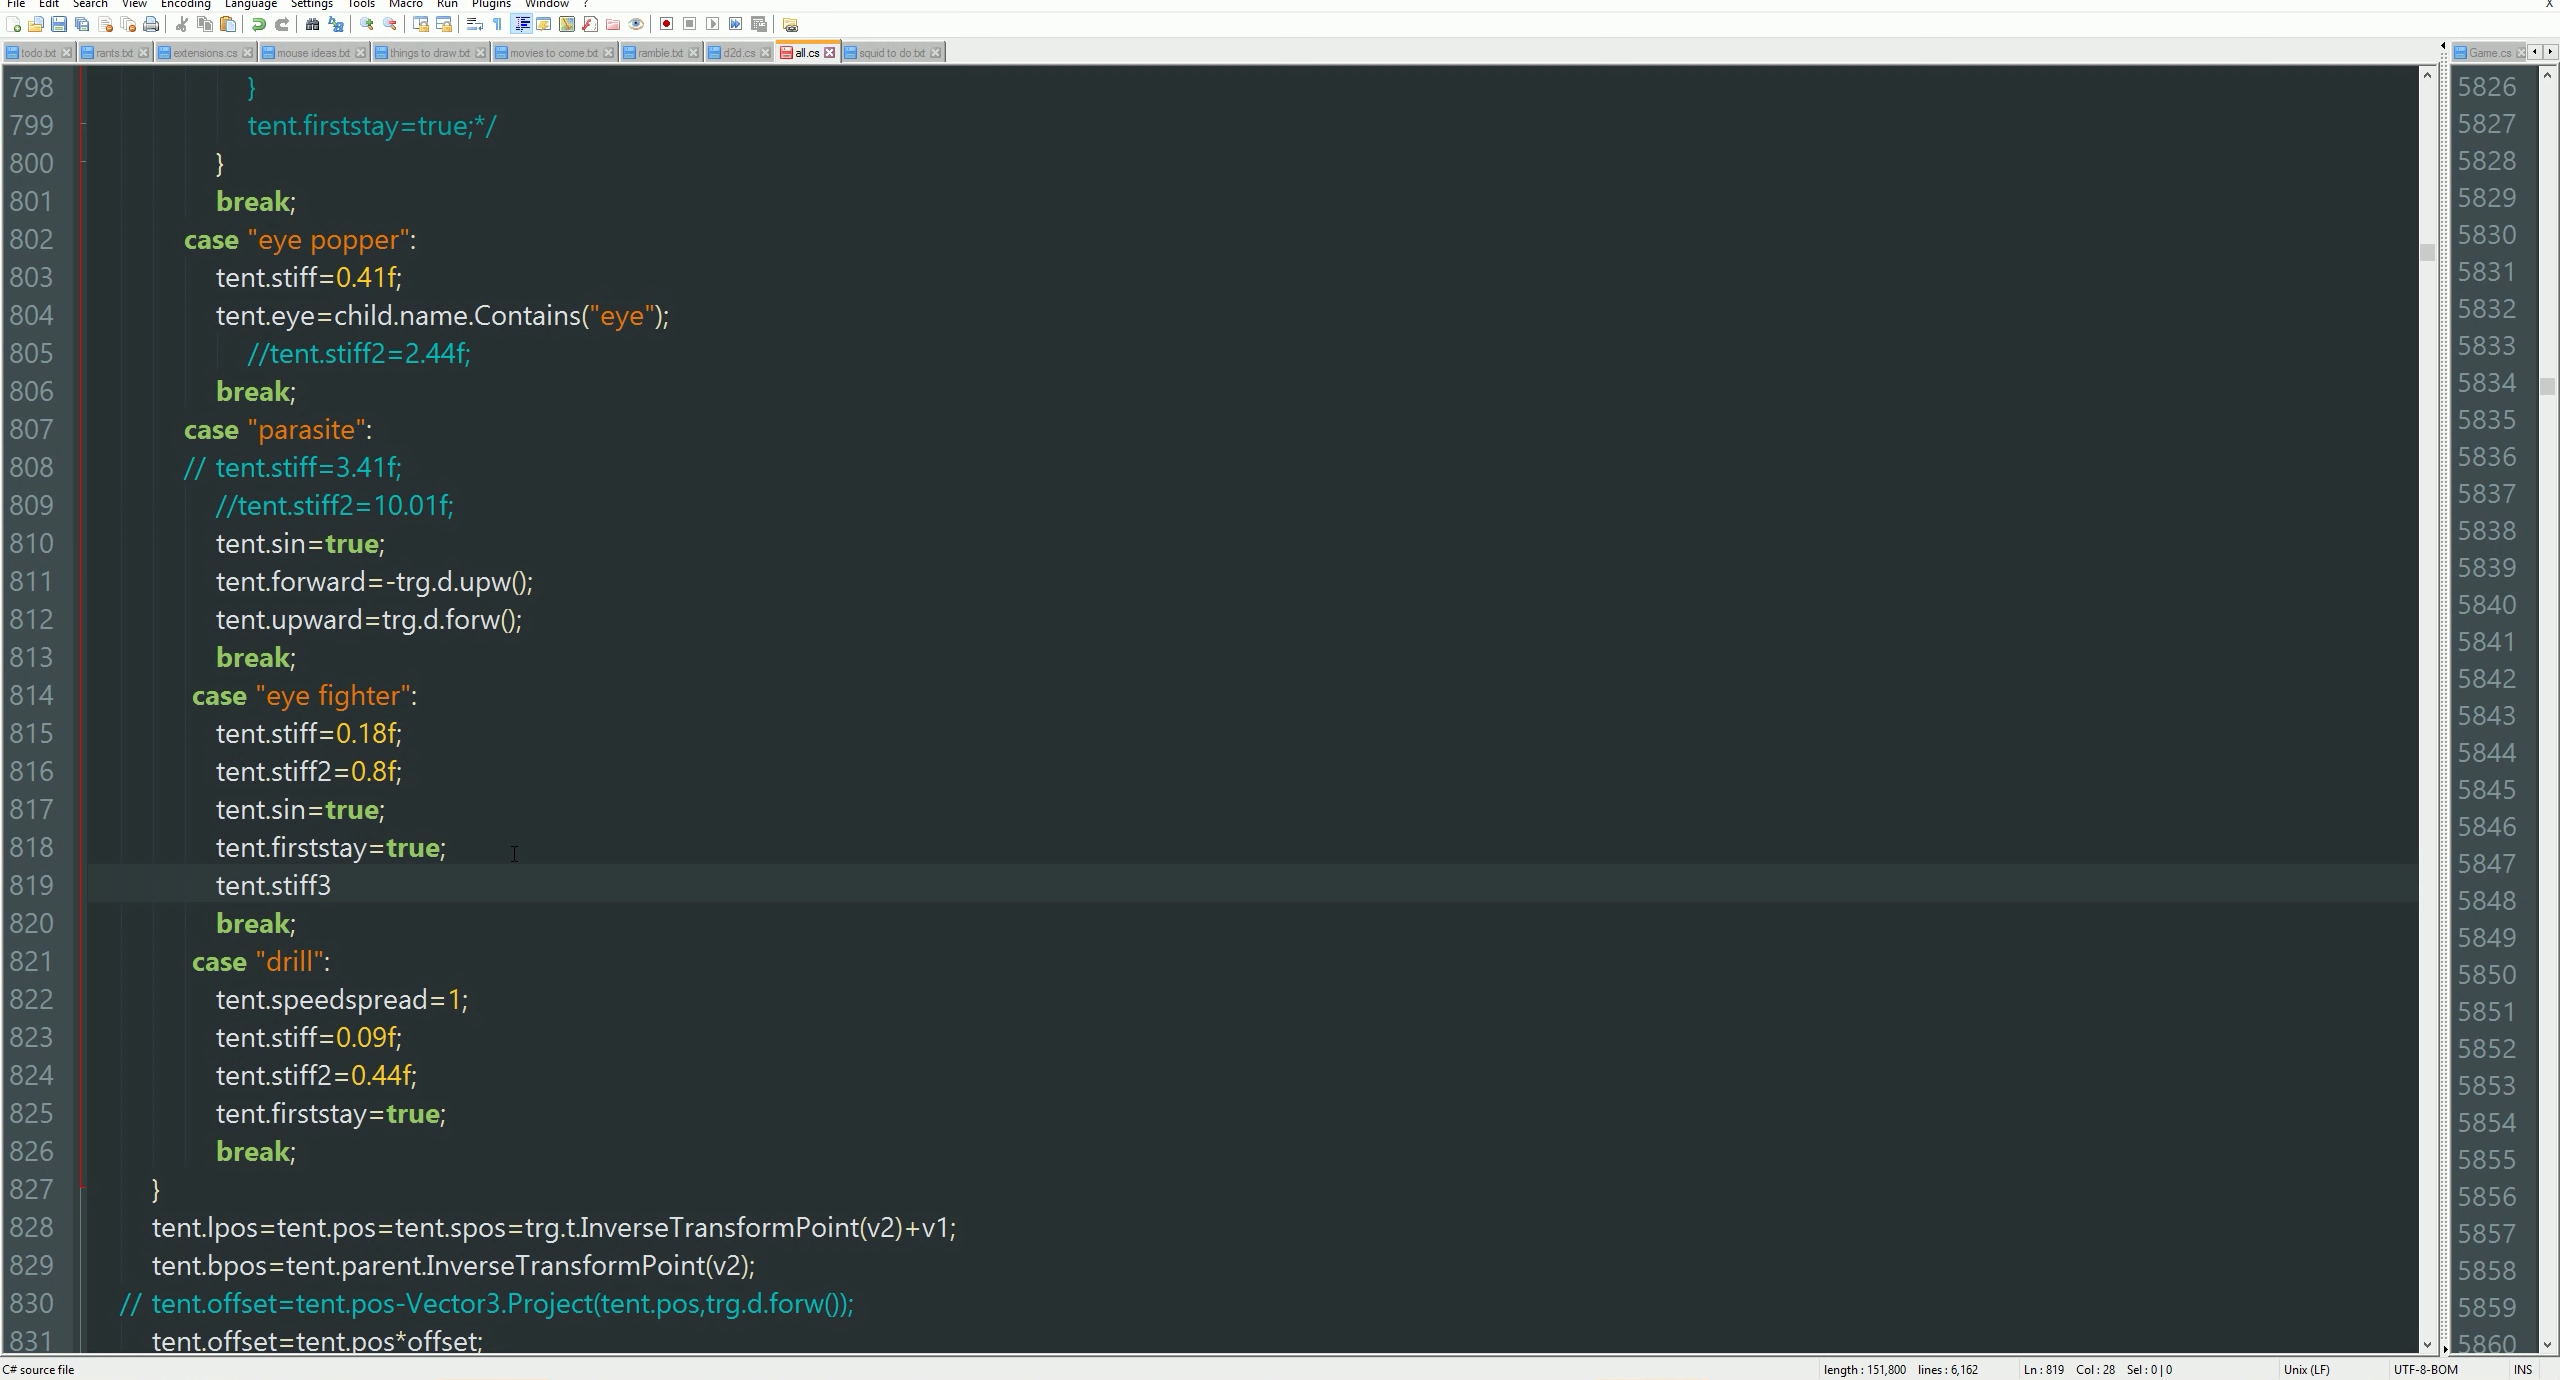 File Edit Search View Encoding Language Settings Tools Macro Run Plugins Window ? X
todo.txt rants.txt extensions.cs mouse ideas.txt things to draw.txt movies to come.txt ramble.txt d2d.cs all.cs squid to do.txt Game.cs
798 }
799 tent.firststay=true;*/
800 }
801 break;
802 case "eye popper":
803 tent.stiff=0.41f;
804 tent.eye=child.name.Contains("eye");
805 //tent.stiff2=2.44f;
806 break;
807 case "parasite":
808 // tent.stiff=3.41f;
809 //tent.stiff2=10.01f;
810 tent.sin=true;
811 tent.forward=-trg.d.upw();
812 tent.upward=trg.d.forw();
813 break;
814 case "eye fighter":
815 tent.stiff=0.18f;
816 tent.stiff2=0.8f;
817 tent.sin=true;
818 tent.firststay=true;
819 tent.stiff3
820 break;
821 case "drill":
822 tent.speedspread=1;
823 tent.stiff=0.09f;
824 tent.stiff2=0.44f;
825 tent.firststay=true;
826 break;
827 }
828 tent.lpos=tent.pos=tent.spos=trg.t.InverseTransformPoint(v2)+v1;
829 tent.bpos=tent.parent.InverseTransformPoint(v2);
830 // tent.offset=tent.pos-Vector3.Project(tent.pos,trg.d.forw());
831 tent.offset=tent.pos*offset;
5826
5827
5828
5829
5830
5831
5832
5833
5834
5835
5836
5837
5838
5839
5840
5841
5842
5843
5844
5845
5846
5847
5848
5849
5850
5851
5852
5853
5854
5855
5856
5857
5858
5859
5860
C# source file length : 151,800 lines : 6,162 Ln : 819 Col : 28 Sel : 0 | 0 Unix (LF) UTF-8-BOM INS